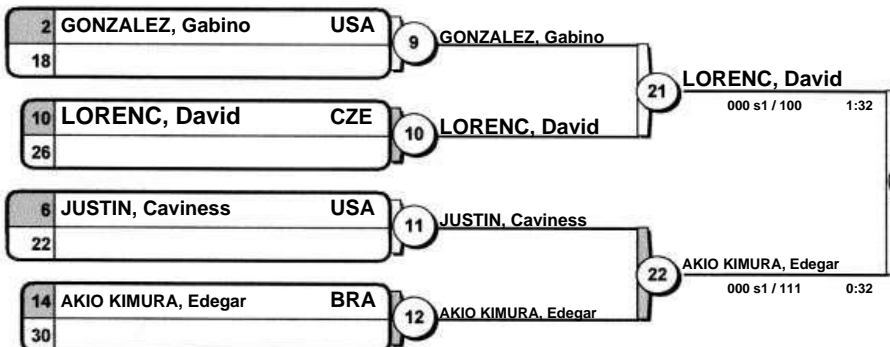 2 GONZALEZ, Gabino USA
18
9 GONZALEZ, Gabino
10 LORENC, David CZE
26
10 LORENC, David
21 LORENC, David
000 s1 / 100 1:32
6 JUSTIN, Caviness USA
22
11 JUSTIN, Caviness
14 AKIO KIMURA, Edegar BRA
30
12 AKIO KIMURA, Edegar
22 AKIO KIMURA, Edegar
000 s1 / 111 0:32